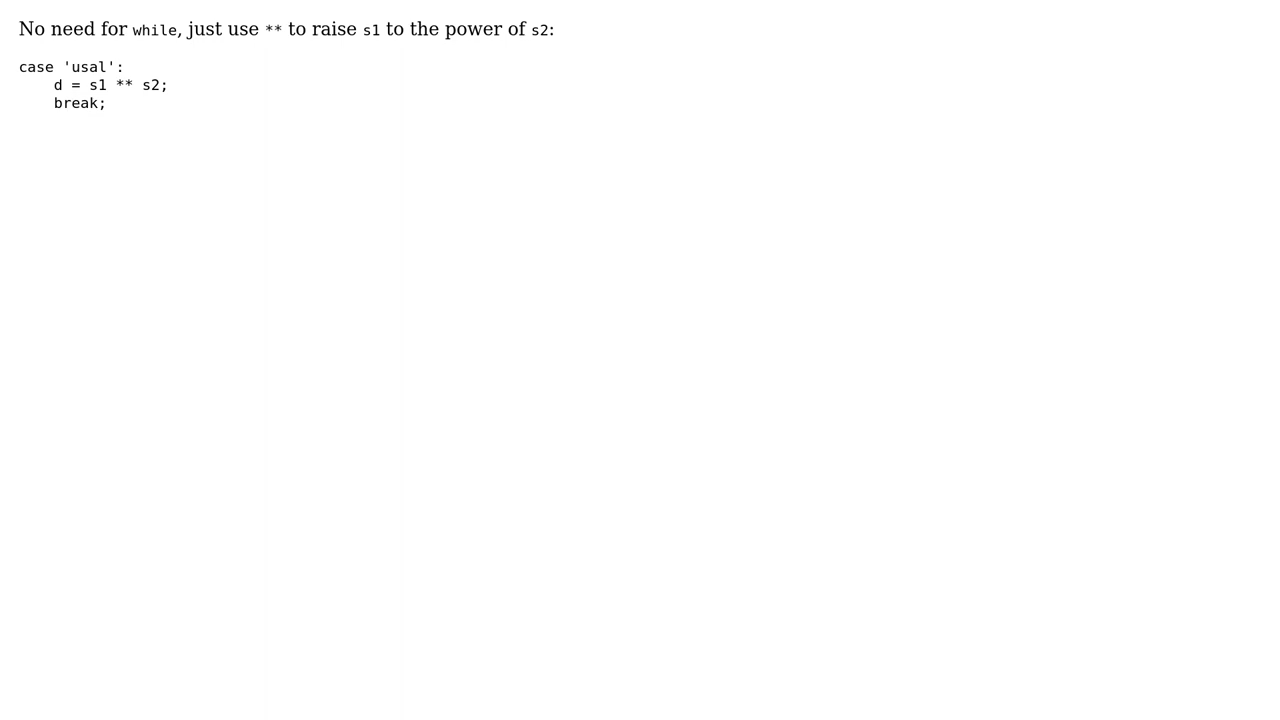 No need for while, just use ** to raise s1 to the power of s2:
case 'usal':
    d = s1 ** s2;
    break;